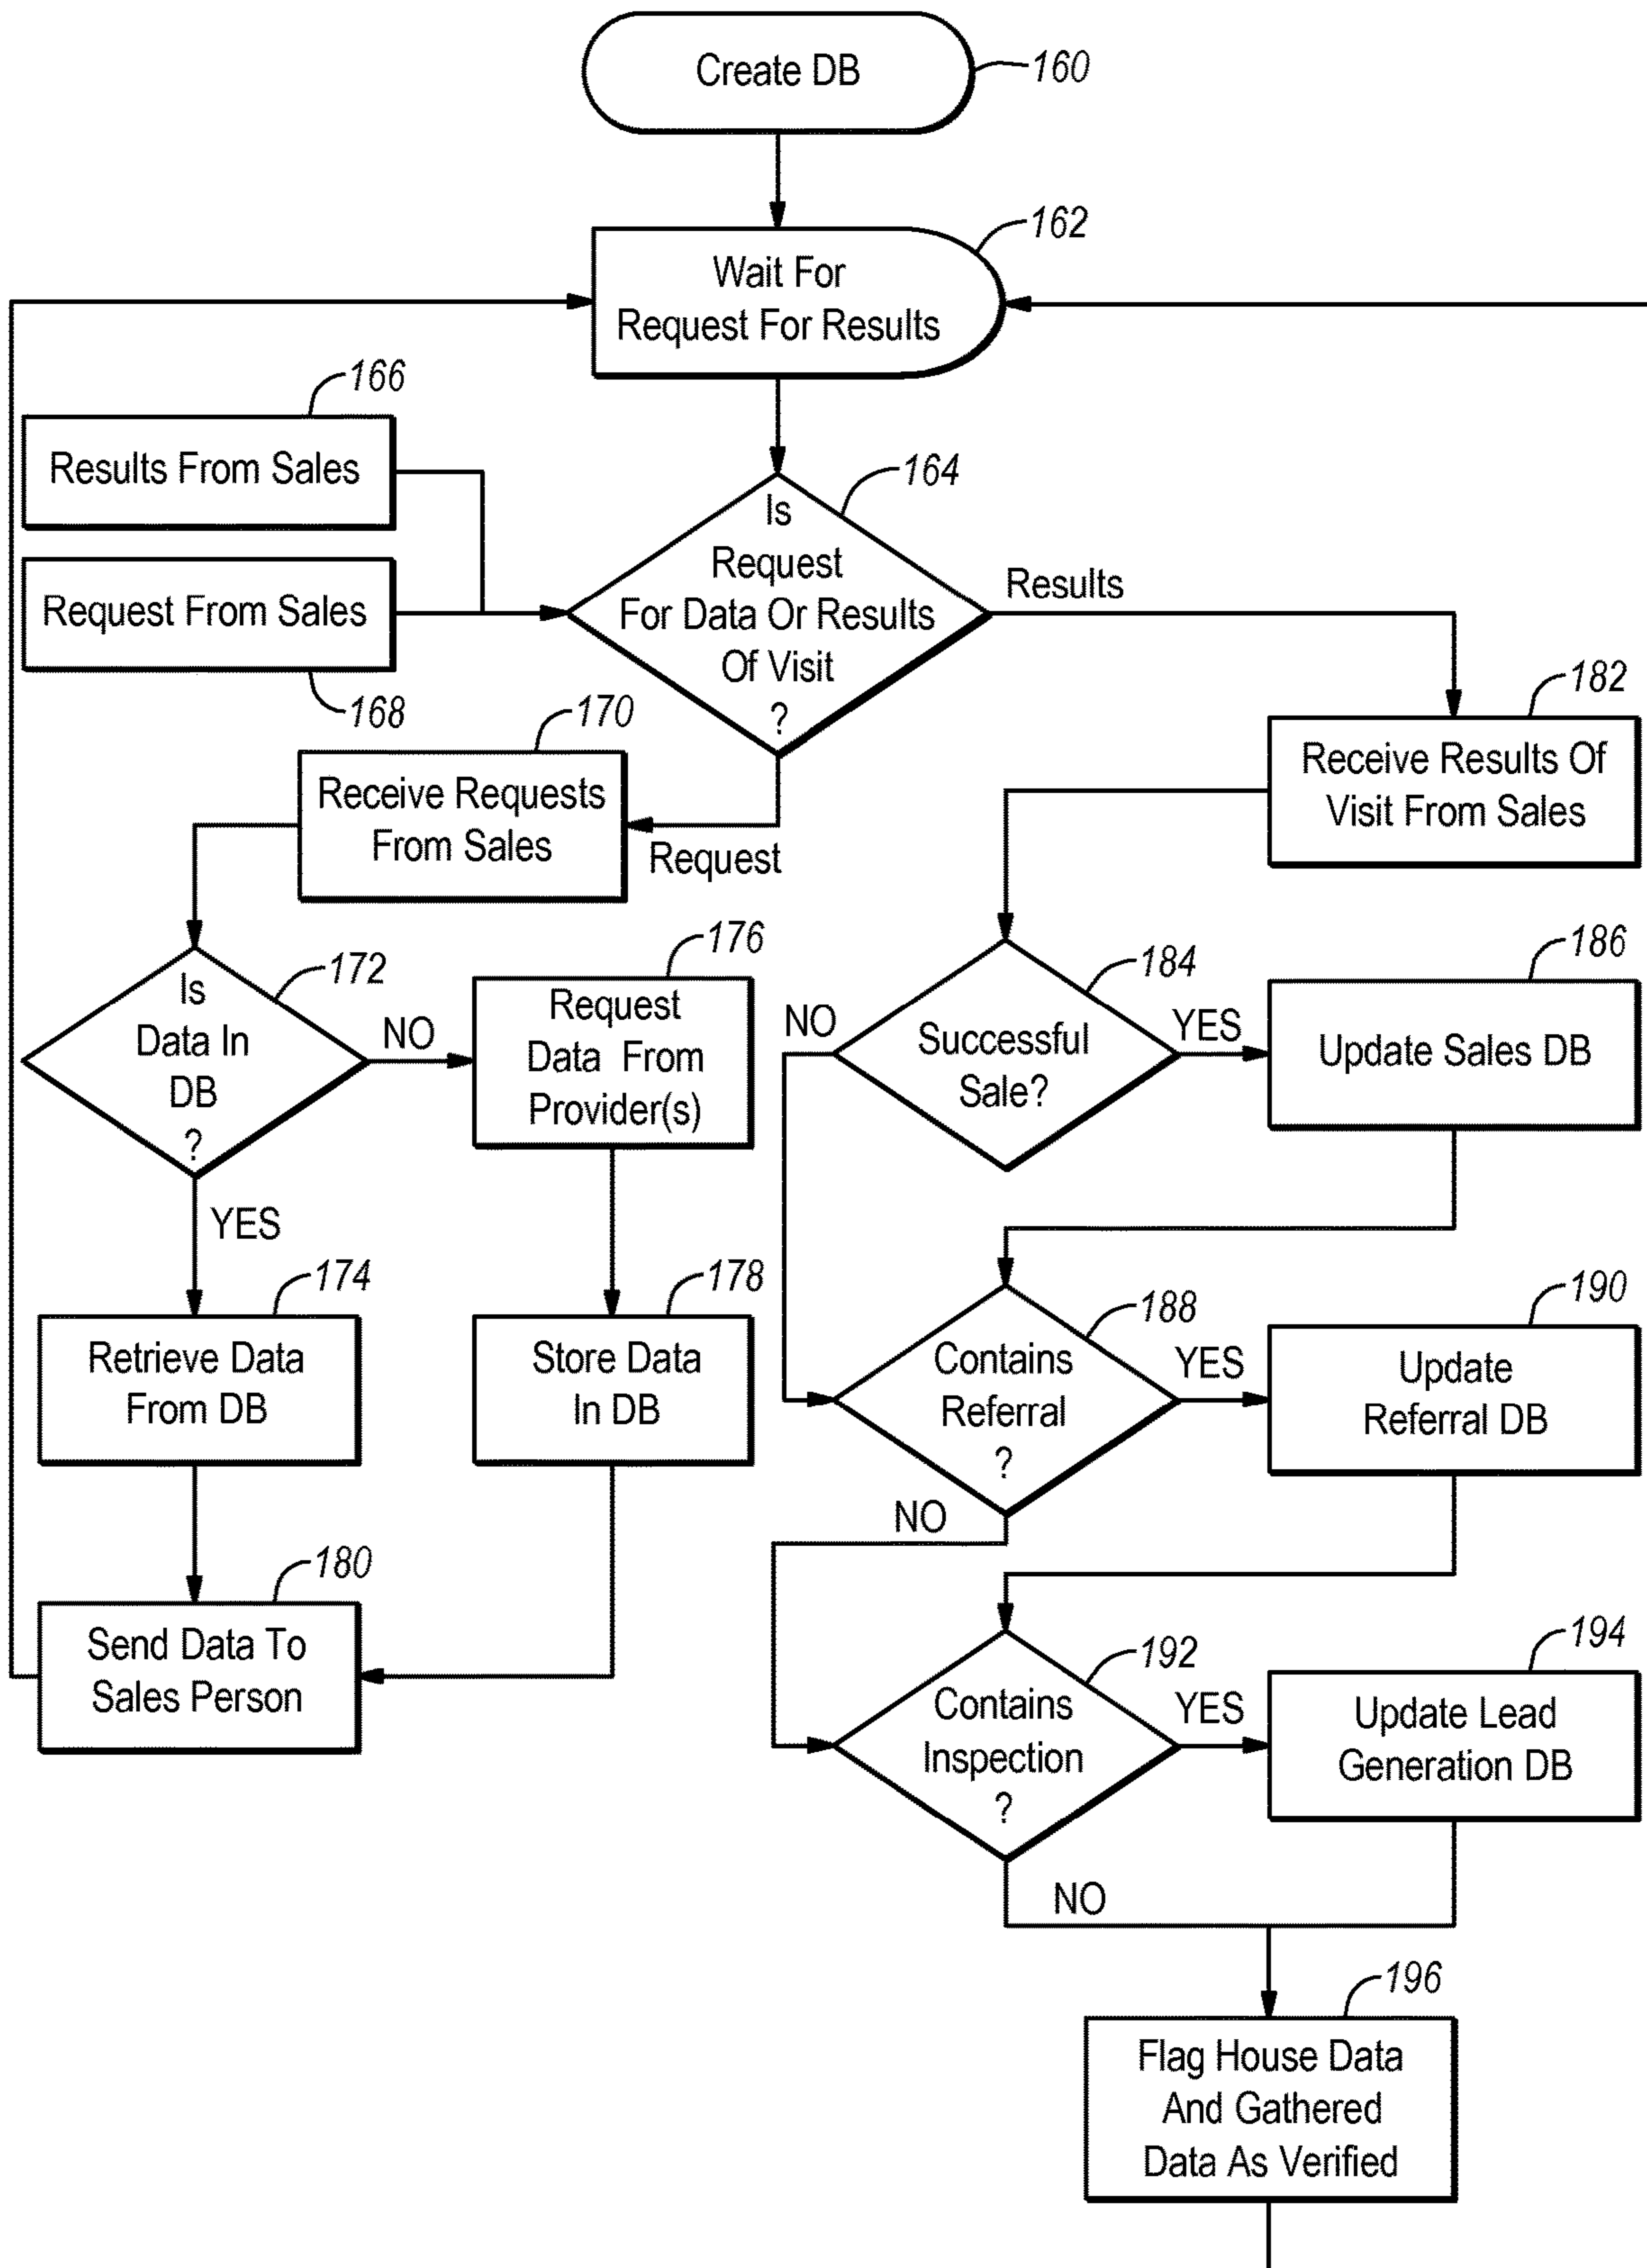 Create DB
160
Wait For
Request For Results
162
166
Results From Sales
Request From Sales
168
Is
Request
For Data Or Results
Of Visit
?
164
Results
Request
170
Receive Requests
From Sales
182
Receive Results Of
Visit From Sales
Is
Data In
DB
?
172
NO
YES
176
Request
Data From
Provider(s)
174
Retrieve Data
From DB
178
Store Data
In DB
180
Send Data To
Sales Person
184
Successful
Sale?
NO
YES
186
Update Sales DB
188
Contains
Referral
?
YES
NO
190
Update
Referral DB
192
Contains
Inspection
?
YES
NO
194
Update Lead
Generation DB
196
Flag House Data
And Gathered
Data As Verified